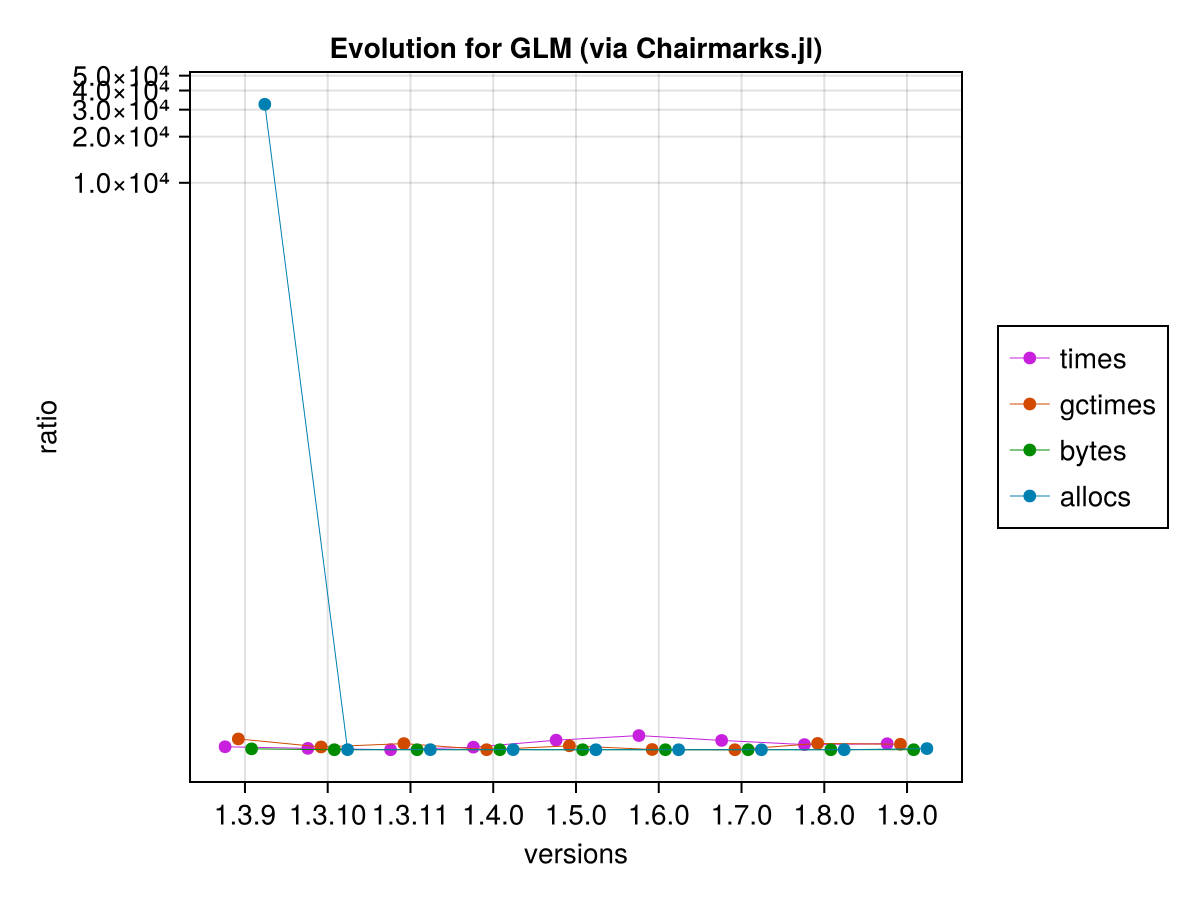 Evolution for GLM (via Chairmarks.jl)
5.0×10⁴
4.0×10⁴
3.0×10⁴
2.0×10⁴
1.0×10⁴
ratio
times
gctimes
bytes
allocs
1.3.9 1.3.10 1.3.11 1.4.0 1.5.0 1.6.0 1.7.0 1.8.0 1.9.0
versions